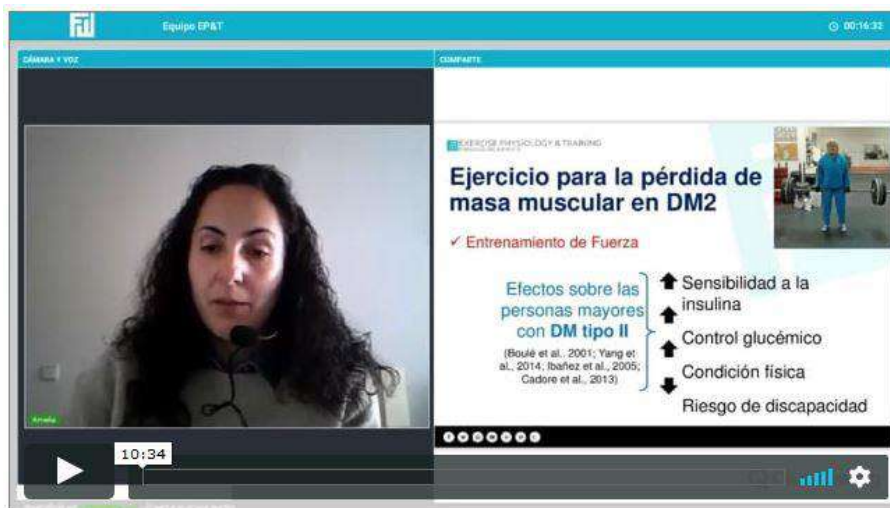 Equipo EP&T
00:16:32
CÁMARA Y VOZ
COMPARTE
EXERCISE PHYSIOLOGY & TRAINING
Ejercicio para la pérdida de
masa muscular en DM2
✓ Entrenamiento de Fuerza
Efectos sobre las
personas mayores
con DM tipo II
(Boulé et al., 2001; Yang et
al., 2014; Ibañez et al., 2005;
Cadore et al., 2013)
Sensibilidad a la
insulina
Control glucémico
Condición física
Riesgo de discapacidad
Amelia
10:34